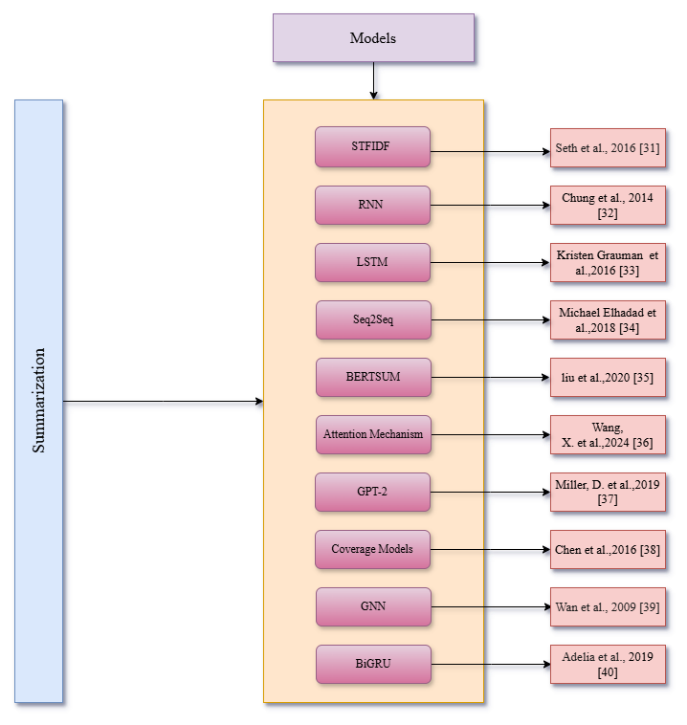 Models
Summarization
STFIDF
Seth et al., 2016 [31]
RNN
Chung et al., 2014
[32]
LSTM
Kristen Grauman et
al.,2016 [33]
Seq2Seq
Michael Elhadad et
al.,2018 [34]
BERTSUM
liu et al.,2020 [35]
Attention Mechanism
Wang,
X. et al.,2024 [36]
GPT-2
Miller, D. et al.,2019
[37]
Coverage Models
Chen et al.,2016 [38]
GNN
Wan et al., 2009 [39]
BiGRU
Adelia et al., 2019
[40]